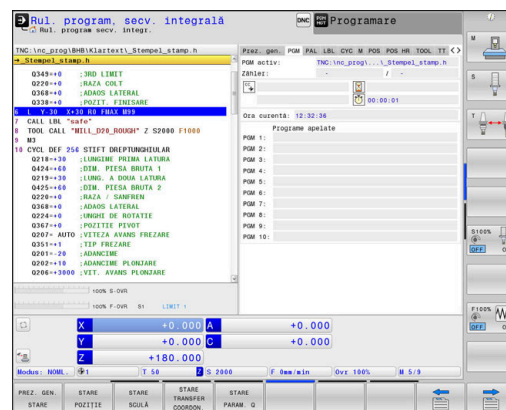 Rul. program, secv. integrală
Rul. program secv. integr.
DNC
Programare
TNC:\nc_prog\BHB\Klartext\_Stempel_stamp.h
→_Stempel_stamp.h
Q349=+0 ;3RD LIMIT
Q220=+0 ;RAZA COLT
Q368=+0 ;ADAOS LATERAL
Q338=+0 ;POZIT. FINISARE
6 L Y-30 X+30 R0 FMAX M99
7 CALL LBL "safe"
8 TOOL CALL "MILL_D20_ROUGH" Z S2000 F1000
9 M3
10 CYCL DEF 256 STIFT DREPTUNGHIULAR
Q218=+30 ;LUNGIME PRIMA LATURA
Q424=+60 ;DIM. PIESA BRUTA 1
Q219=+30 ;LUNG. A DOUA LATURA
Q425=+60 ;DIM. PIESA BRUTA 2
Q220=+0 ;RAZA / SANFREN
Q368=+0 ;ADAOS LATERAL
Q224=+0 ;UNGHI DE ROTATIE
Q367=+0 ;POZITIE PIVOT
Q207= AUTO ;VITEZA AVANS FREZARE
Q351=+1 ;TIP FREZARE
Q201=-20 ;ADANCIME
Q202=+10 ;ADANCIME PLONJARE
Q206=+3000 ;VIT. AVANS PLONJARE
100% S-OVR
100% F-OVR S1 LIMIT 1
Prez. gen. PGM PAL LBL CYC M POS POS HR TOOL TT
PGM activ: TNC:\nc_prog\...\_Stempel_stamp.h
Zähler: - / -
00:00:01
Ora curentă: 12:32:36
Programe apelate
PGM 1:
PGM 2:
PGM 3:
PGM 4:
PGM 5:
PGM 6:
PGM 7:
PGM 8:
PGM 9:
PGM 10:
X +0.000 A +0.000
Y +0.000 C +0.000
Z +180.000
Modus: NOML. 1 T 50 Z S 2000 F 0mm/min Ovr 100% M 5/9
PREZ. GEN. STARE
STARE POZIŢIE
STARE SCULĂ
STARE TRANSFER COORDON.
STARE PARAM. Q
M
S
T
S100%
OFF
F100%
OFF